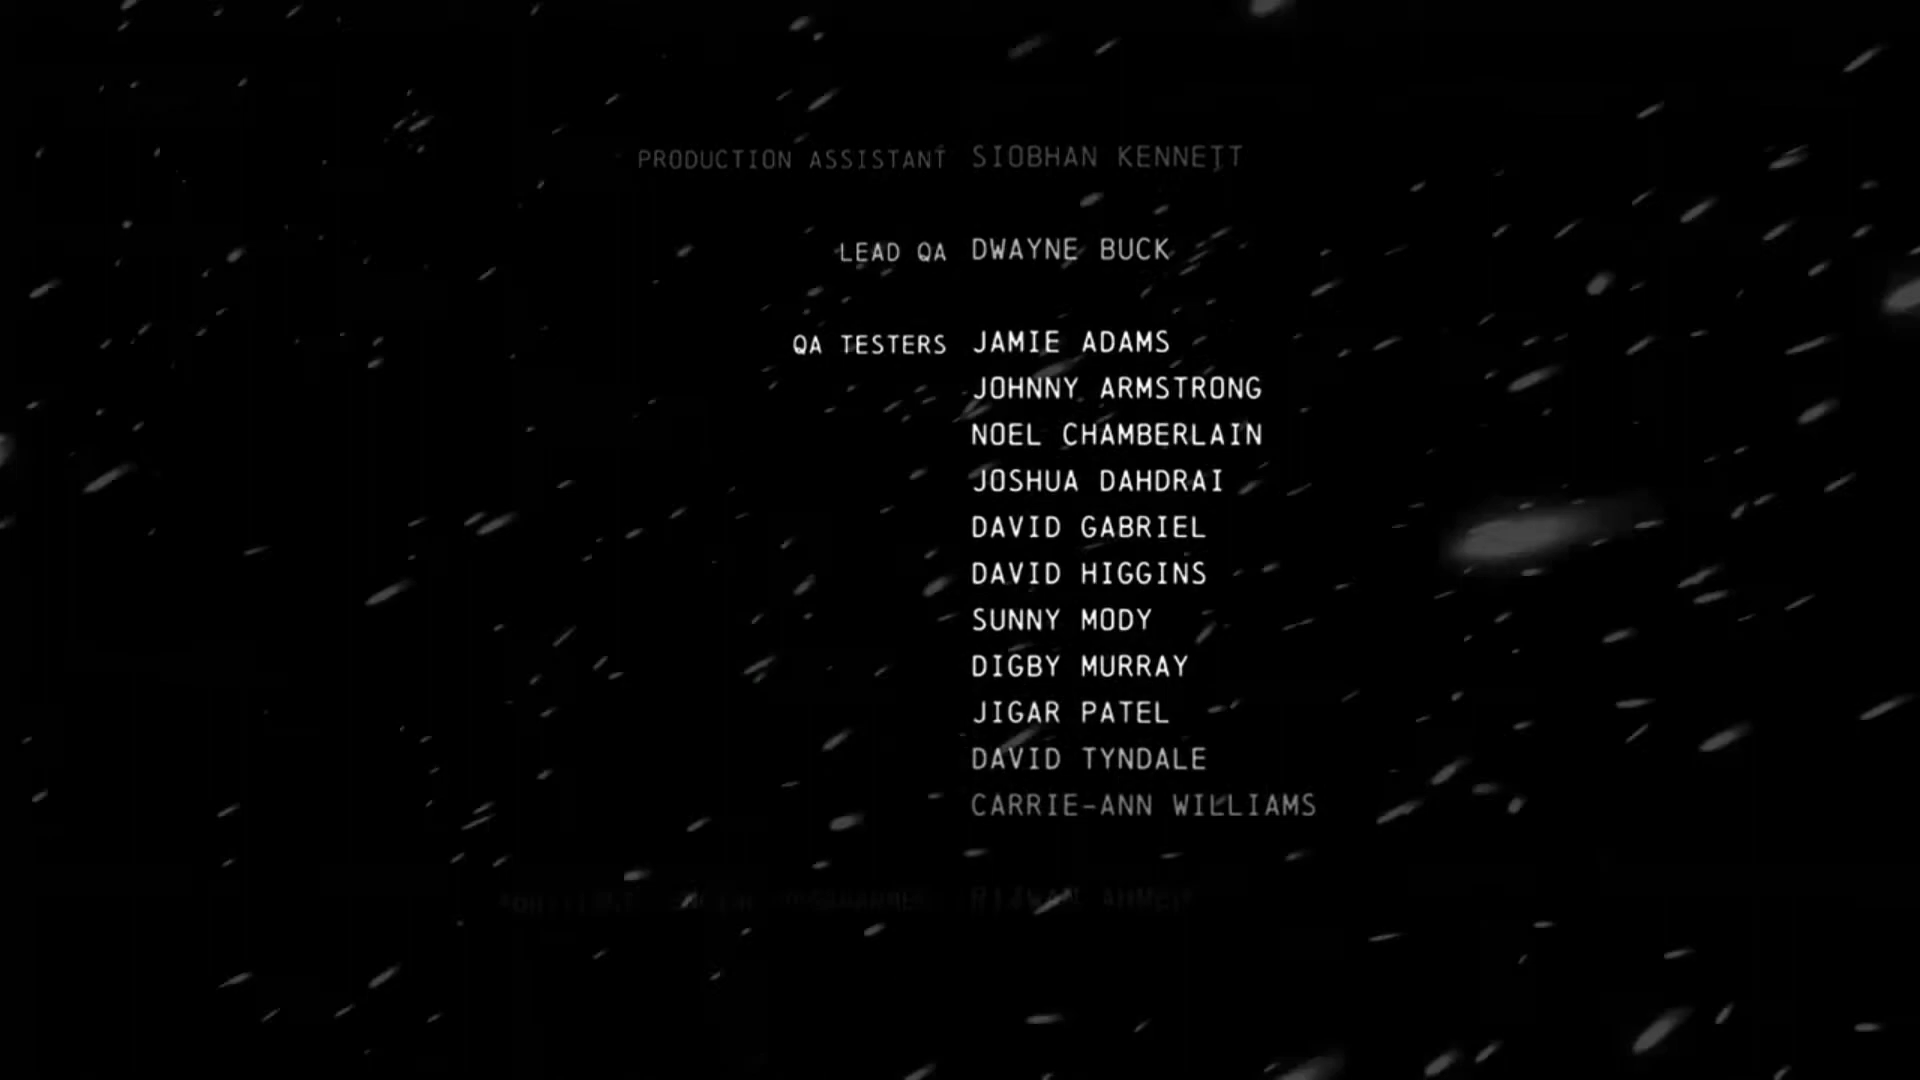 PRODUCTION ASSISTANT SIOBHAN KENNETT
LEAD QA DWAYNE BUCK
QA TESTERS JAMIE ADAMS
JOHNNY ARMSTRONG
NOEL CHAMBERLAIN
JOSHUA DAHDRAI
DAVID GABRIEL
DAVID HIGGINS
SUNNY MODY
DIGBY MURRAY
JIGAR PATEL
DAVID TYNDALE
CARRIE-ANN WILLIAMS